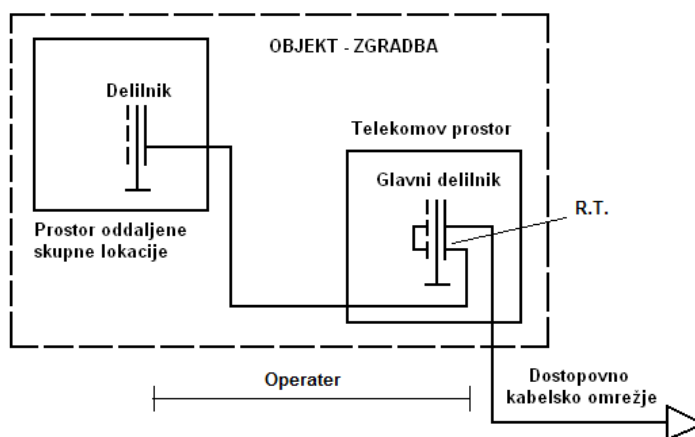 OBJEKT - ZGRADBA
Delilnik
Telekomov prostor
Glavni delilnik
R.T.
Prostor oddaljene
skupne lokacije
Operater
Dostopovno
kabelsko omrežje